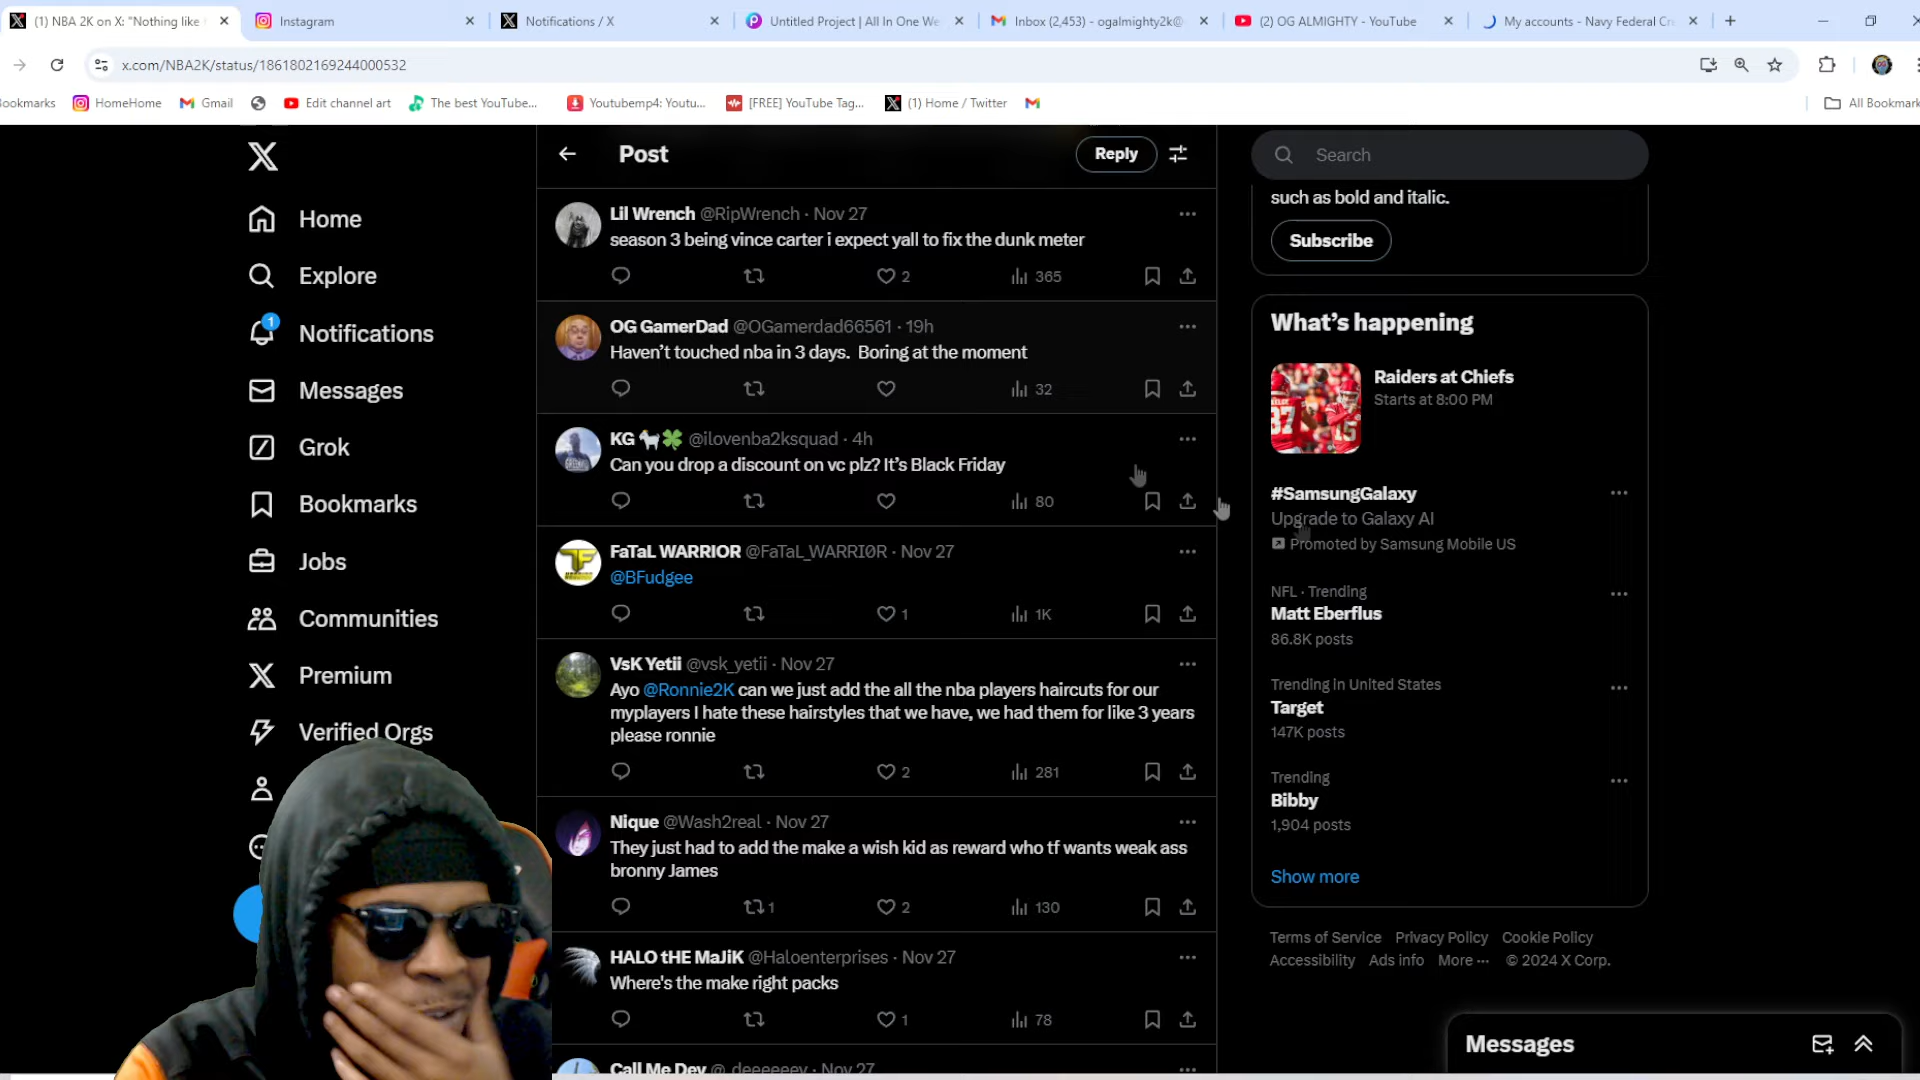 (1) NBA 2K on X: "Nothing like
Instagram
Notifications / X
Untitled Project | All In One We
Inbox (2,453) - ogalmighty2k@
(2) OG ALMIGHTY - YouTube
My accounts - Navy Federal Cr
x.com/NBA2K/status/1861802169244000532
ookmarks
HomeHome
Gmail
Edit channel art
The best YouTube...
Youtubemp4: Youtu...
[FREE] YouTube Tag...
(1) Home / Twitter
All Bookmark
Post
Reply
Search
such as bold and italic.
Subscribe
Home
Explore
1
Notifications
Messages
Grok
Bookmarks
Jobs
Communities
Premium
Verified Orgs
Lil Wrench @RipWrench · Nov 27
season 3 being vince carter i expect yall to fix the dunk meter
2
365
OG GamerDad @OGamerdad66561 · 19h
Haven't touched nba in 3 days. Boring at the moment
32
KG @ilovenba2ksquad · 4h
Can you drop a discount on vc plz? It's Black Friday
80
FaTaL WARRIOR @FaTaL_WARRIØR · Nov 27
@BFudgee
1
1K
VsK Yetii @vsk_yetii · Nov 27
Ayo @Ronnie2K can we just add the all the nba players haircuts for our
myplayers I hate these hairstyles that we have, we had them for like 3 years
please ronnie
2
281
Nique @Wash2real · Nov 27
They just had to add the make a wish kid as reward who tf wants weak ass
bronny James
1
2
130
HALO tHE MaJiK @Haloenterprises · Nov 27
Where's the make right packs
1
78
Call Me Dev @_deeeeeev · Nov 27
What's happening
Raiders at Chiefs
Starts at 8:00 PM
#SamsungGalaxy
Upgrade to Galaxy AI
Promoted by Samsung Mobile US
NFL · Trending
Matt Eberflus
86.8K posts
Trending in United States
Target
147K posts
Trending
Bibby
1,904 posts
Show more
Terms of Service Privacy Policy Cookie Policy
Accessibility Ads info More ··· © 2024 X Corp.
Messages